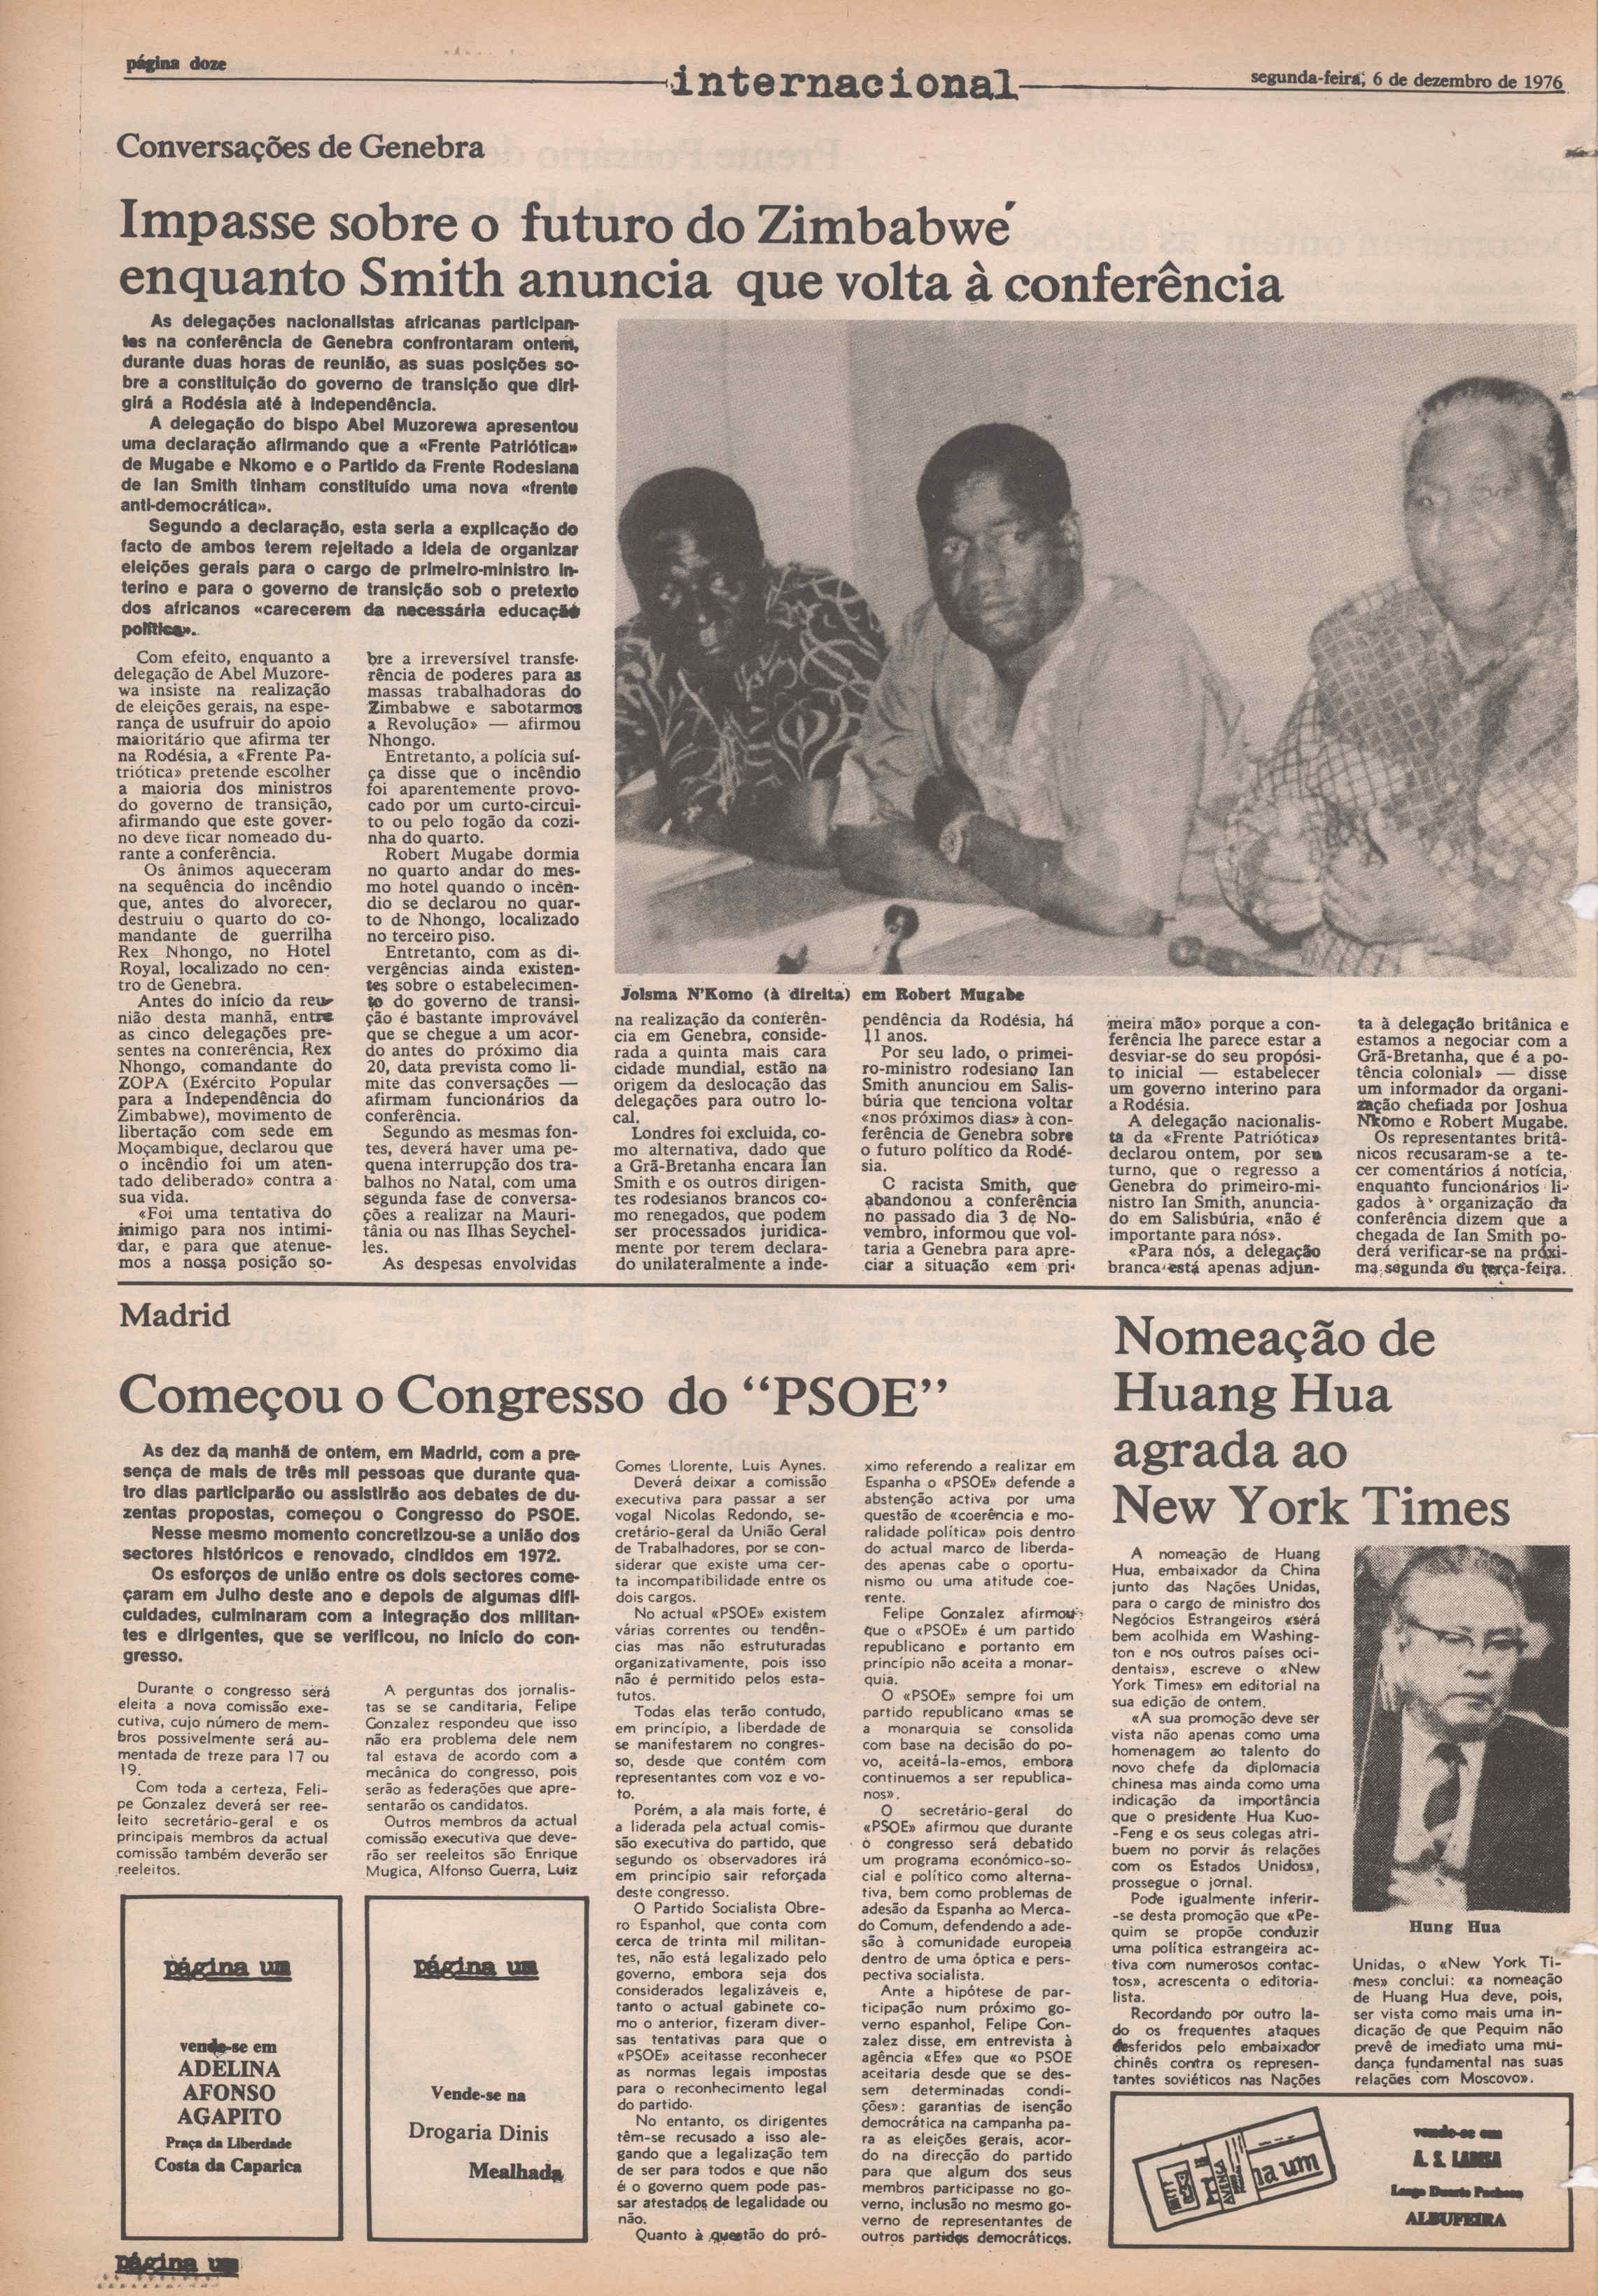 página doze
internacional
segunda-feira, 6 de dezembro de 1976
Conversações de Genebra
Impasse sobre o futuro do Zimbabwé
enquanto Smith anuncia que volta à conferência
As delegações nacionalistas africanas participan-
tes na conferência de Genebra confrontaram ontem,
durante duas horas de reunião, as suas posições so-
bre a constituição do governo de transição que diri-
girá a Rodésia até à independência.
A delegação do bispo Abel Muzorewa apresentou
uma declaração afirmando que a «Frente Patriótica»
de Mugabe e Nkomo e o Partido da Frente Rodesiana
de Ian Smith tinham constituído uma nova «frente
anti-democrática».
Segundo a declaração, esta seria a explicação do
facto de ambos terem rejeitado a ideia de organizar
eleições gerais para o cargo de primeiro-ministro in-
terino e para o governo de transição sob o pretexto
dos africanos «carecerem da necessária educação
política».
Com efeito, enquanto a
delegação de Abel Muzore-
wa insiste na realização
de eleições gerais, na espe-
rança de usufruir do apoio
maioritário que afirma ter
na Rodésia, a «Frente Pa-
triótica» pretende escolher
a maioria dos ministros
do governo de transição,
afirmando que este gover-
no deve ficar nomeado du-
rante a conferência.
Os ânimos aqueceram
na sequência do incêndio
que, antes do alvorecer,
destruiu o quarto do co-
mandante de guerrilha
Rex Nhongo, no Hotel
Royal, localizado no cen-
tro de Genebra.
Antes do início da reu-
nião desta manhã, entre
as cinco delegações pre-
sentes na conferência, Rex
Nhongo, comandante do
ZOPA (Exército Popular
para a Independência do
Zimbabwe), movimento de
libertação com sede em
Moçambique, declarou que
o incêndio foi um aten-
tado deliberado» contra a
sua vida.
«Foi uma tentativa do
inimigo para nos intimi-
dar, e para que atenue-
mos a nossa posição so-
bre a irreversível transfe-
rência de poderes para as
massas trabalhadoras do
Zimbabwe e sabotarmos
a Revolução» — afirmou
Nhongo.
Entretanto, a polícia suí-
ça disse que o incêndio
foi aparentemente provo-
cado por um curto-circui-
to ou pelo fogão da cozi-
nha do quarto.
Robert Mugabe dormia
no quarto andar do mes-
mo hotel quando o incên-
dio se declarou no quar-
to de Nhongo, localizado
no terceiro piso.
Entretanto, com as di-
vergências ainda existen-
tes sobre o estabelecimen-
to do governo de transi-
ção é bastante improvável
que se chegue a um acor-
do antes do próximo dia
20, data prevista como li-
mite das conversações —
afirmam funcionários da
conferência.
Segundo as mesmas fon-
tes, deverá haver uma pe-
quena interrupção dos tra-
balhos no Natal, com uma
segunda fase de conversa-
ções a realizar na Mauri-
tânia ou nas Ilhas Seychel-
les.
As despesas envolvidas
Joisma N'Komo (à direita) em Robert Mugabe
na realização da conferên-
cia em Genebra, conside-
rada a quinta mais cara
cidade mundial, estão na
origem da deslocação das
delegações para outro lo-
cal.
Londres foi excluida, co-
mo alternativa, dado que
a Grã-Bretanha encara Ian
Smith e os outros dirigen-
tes rodesianos brancos co-
mo renegados, que podem
ser processados juridica-
mente por terem declara-
do unilateralmente a inde-
pendência da Rodésia, há
11 anos.
Por seu lado, o primei-
ro-ministro rodesiano Ian
Smith anunciou em Salis-
búria que tenciona voltar
«nos próximos dias» à con-
ferência de Genebra sobre
o futuro político da Rodé-
sia.
O racista Smith, que
abandonou a conferência
no passado dia 3 de No-
vembro, informou que vol-
taria a Genebra para apre-
ciar a situação «em pri-
meira mão» porque a con-
ferência lhe parece estar a
desviar-se do seu propósi-
to inicial — estabelecer
um governo interino para
a Rodésia.
A delegação nacionalis-
ta da «Frente Patriótica»
declarou ontem, por seu
turno, que o regresso a
Genebra do primeiro-mi-
nistro Ian Smith, anuncia-
do em Salisbúria, «não é
importante para nós».
«Para nós, a delegação
branca está apenas adjun-
ta à delegação britânica e
estamos a negociar com a
Grã-Bretanha, que é a po-
tência colonial» — disse
um informador da organi-
zação chefiada por Joshua
Nkomo e Robert Mugabe.
Os representantes britâ-
nicos recusaram-se a te-
cer comentários á notícia,
enquanto funcionários li-
gados à organização da
conferência dizem que a
chegada de Ian Smith po-
derá verificar-se na próxi-
ma segunda ou terça-feira.
Madrid
Começou o Congresso do "PSOE"
As dez da manhã de ontem, em Madrid, com a pre-
sença de mais de três mil pessoas que durante qua-
tro dias participarão ou assistirão aos debates de du-
zentas propostas, começou o Congresso do PSOE.
Nesse mesmo momento concretizou-se a união dos
sectores históricos e renovado, cindidos em 1972.
Os esforços de união entre os dois sectores come-
çaram em Julho deste ano e depois de algumas difi-
culdades, culminaram com a integração dos militan-
tes e dirigentes, que se verificou, no início do con-
gresso.
Durante o congresso será
eleita a nova comissão exe-
cutiva, cujo número de mem-
bros possivelmente será au-
mentada de treze para 17 ou
19.
Com toda a certeza, Feli-
pe Gonzalez deverá ser ree-
leito secretário-geral e os
principais membros da actual
comissão também deverão ser
reeleitos.
A perguntas dos jornalis-
tas se se canditaria, Felipe
Gonzalez respondeu que isso
não era problema dele nem
tal estava de acordo com a
mecânica do congresso, pois
serão as federações que apre-
sentarão os candidatos.
Outros membros da actual
comissão executiva que deve-
rão ser reeleitos são Enrique
Mugica, Alfonso Guerra, Luiz
Gomes Llorente, Luis Aynes.
Deverá deixar a comissão
executiva para passar a ser
vogal Nicolas Redondo, se-
cretário-geral da União Geral
de Trabalhadores, por se con-
siderar que existe uma cer-
ta incompatibilidade entre os
dois cargos.
No actual «PSOE» existem
várias correntes ou tendên-
cias mas não estruturadas
organizativamente, pois isso
não é permitido pelos esta-
tutos.
Todas elas terão contudo,
em princípio, a liberdade de
se manifestarem no congres-
so, desde que contém com
representantes com voz e vo-
to.
Porém, a ala mais forte, é
a liderada pela actual comis-
são executiva do partido, que
segundo os observadores irá
em princípio sair reforçada
deste congresso.
O Partido Socialista Obre-
ro Espanhol, que conta com
cerca de trinta mil militan-
tes, não está legalizado pelo
governo, embora seja dos
considerados legalizáveis e,
tanto o actual gabinete co-
mo o anterior, fizeram diver-
sas tentativas para que o
«PSOE» aceitasse reconhecer
as normas legais impostas
para o reconhecimento legal
do partido.
No entanto, os dirigentes
têm-se recusado a isso ale-
gando que a legalização tem
de ser para todos e que não
é o governo quem pode pas-
sar atestados de legalidade ou
não.
Quanto à questão do pró-
ximo referendo a realizar em
Espanha o «PSOE» defende a
abstenção activa por uma
questão de «coerência e mo-
ralidade política» pois dentro
do actual marco de liberda-
des apenas cabe o oportu-
nismo ou uma atitude coe-
rente.
Felipe Gonzalez afirmou
que o «PSOE» é um partido
republicano e portanto em
princípio não aceita a monar-
quia.
O «PSOE» sempre foi um
partido republicano «mas se
a monarquia se consolida
com base na decisão do po-
vo, aceitá-la-emos, embora
continuemos a ser republica-
nos».
O secretário-geral do
«PSOE» afirmou que durante
o congresso será debatido
um programa económico-so-
cial e político como alterna-
tiva, bem como problemas de
adesão da Espanha ao Merca-
do Comum, defendendo a ade-
são à comunidade europeia
dentro de uma óptica e pers-
pectiva socialista.
Ante a hipótese de par-
ticipação num próximo go-
verno espanhol, Felipe Gon-
zalez disse, em entrevista à
agência «Efe» que «o PSOE
aceitaria desde que se des-
sem determinadas condi-
ções»: garantias de isenção
democrática na campanha pa-
ra as eleições gerais, acor-
do na direcção do partido
para que algum dos seus
membros participasse no go-
verno, inclusão no mesmo go-
verno de representantes de
outros partidos democráticos.
Nomeação de
Huang Hua
agrada ao
New York Times
A nomeação de Huang
Hua, embaixador da China
junto das Nações Unidas,
para o cargo de ministro dos
Negócios Estrangeiros «será
bem acolhida em Washing-
ton e nos outros países oci-
dentais», escreve o «New
York Times» em editorial na
sua edição de ontem.
«A sua promoção deve ser
vista não apenas como uma
homenagem ao talento do
novo chefe da diplomacia
chinesa mas ainda como uma
indicação da importância
que o presidente Hua Kuo-
-Feng e os seus colegas atri-
buem no porvir ás relações
com os Estados Unidos»,
prossegue o jornal.
Pode igualmente inferir-
-se desta promoção que «Pe-
quim se propõe conduzir
uma política estrangeira ac-
tiva com numerosos contac-
tos», acrescenta o editoria-
lista.
Recordando por outro la-
do os frequentes ataques
desferidos pelo embaixador
chinês contra os represen-
tantes soviéticos nas Nações
Hung Hua
Unidas, o «New York Ti-
mes» conclui: «a nomeação
de Huang Hua deve, pois,
ser vista como mais uma in-
dicação de que Pequim não
prevê de imediato uma mu-
dança fundamental nas suas
relações com Moscovo».
página um
vende-se em
ADELINA
AFONSO
AGAPITO
Praça da Liberdade
Costa da Caparica
página um
Vende-se na
Drogaria Dinis
Mealhada
AVENÇA
na um
vende-se em
A. S.
Largo Duarte Pacheco
ALBUFEIRA
página um